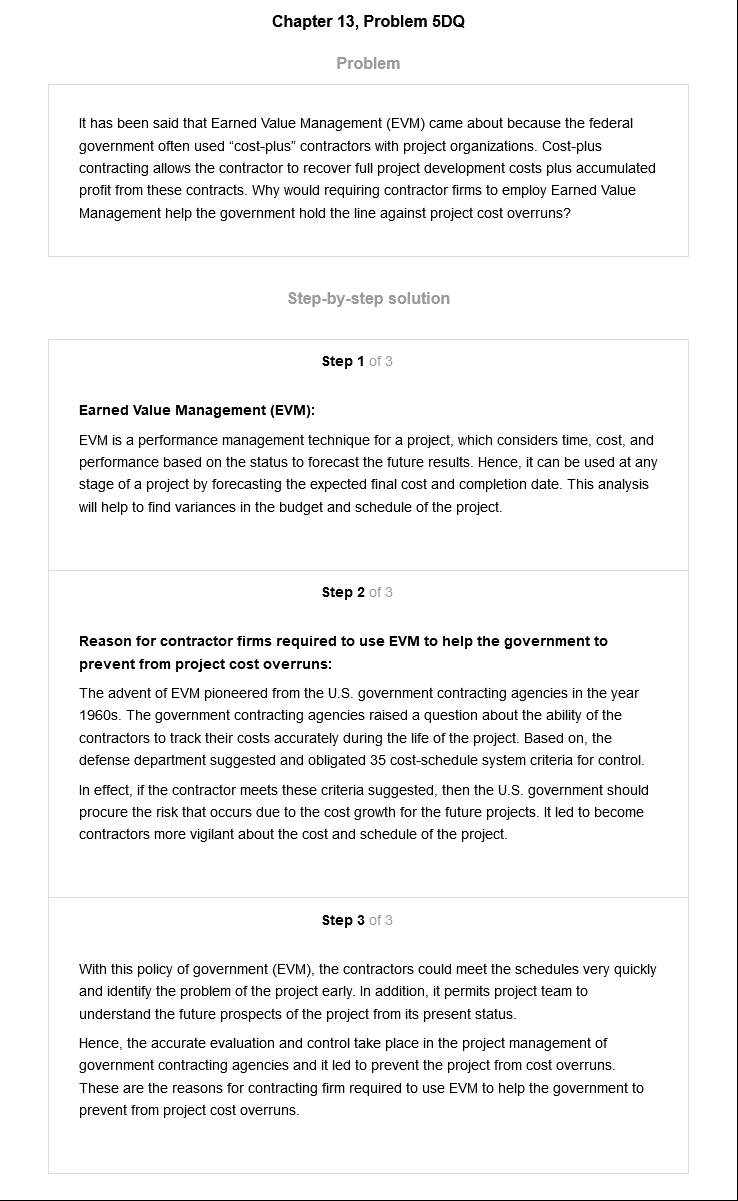 Chapter 13, Problem 5DQ
Problem
It has been said that Earned Value Management (EVM) came about because the federal
government often used “cost-plus” contractors with project organizations. Cost-plus
contracting allows the contractor to recover full project development costs plus accumulated
profit from these contracts. Why would requiring contractor firms to employ Earned Value
Management help the government hold the line against project cost overruns?
Step-by-step solution
Step 1 of 3
Earned Value Management (EVM):
EVM is a performance management technique for a project, which considers time, cost, and
performance based on the status to forecast the future results. Hence, it can be used at any
stage of a project by forecasting the expected final cost and completion date. This analysis
will help to find variances in the budget and schedule of the project.
Step 2 of 3
Reason for contractor firms required to use EVM to help the government to
prevent from project cost overruns:
The advent of EVM pioneered from the U.S. government contracting agencies in the year
1960s. The government contracting agencies raised a question about the ability of the
contractors to track their costs accurately during the life of the project. Based on, the
defense department suggested and obligated 35 cost-schedule system criteria for control.
In effect, if the contractor meets these criteria suggested, then the U.S. government should
procure the risk that occurs due to the cost growth for the future projects. It led to become
contractors more vigilant about the cost and schedule of the project.
Step 3 of 3
With this policy of government (EVM), the contractors could meet the schedules very quickly
and identify the problem of the project early. In addition, it permits project team to
understand the future prospects of the project from its present status.
Hence, the accurate evaluation and control take place in the project management of
government contracting agencies and it led to prevent the project from cost overruns.
These are the reasons for contracting firm required to use EVM to help the government to
prevent from project cost overruns.